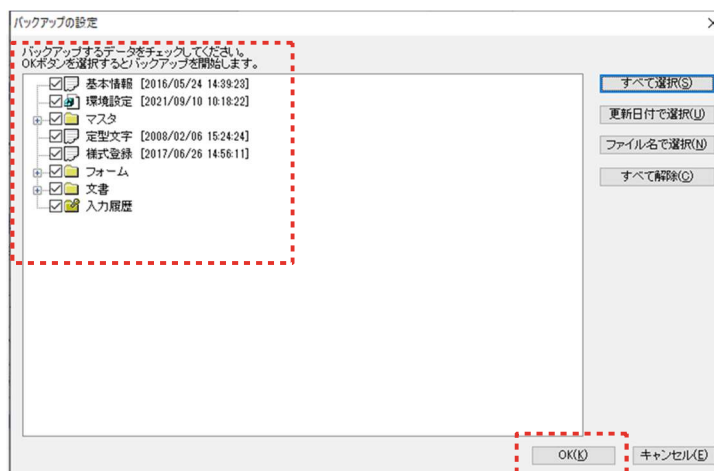 バックアップの設定
バックアップするデータをチェックしてください。
OKボタンを選択するとバックアップを開始します。
基本情報 [2016/05/24 14:39:23]
環境設定 [2021/09/10 10:18:22]
マスタ
定型文字 [2008/02/06 15:24:24]
様式登録 [2017/06/26 14:56:11]
フォーム
文書
入力履歴
すべて選択(S)
更新日付で選択(U)
ファイル名で選択(N)
すべて解除(C)
OK(K)
キャンセル(E)